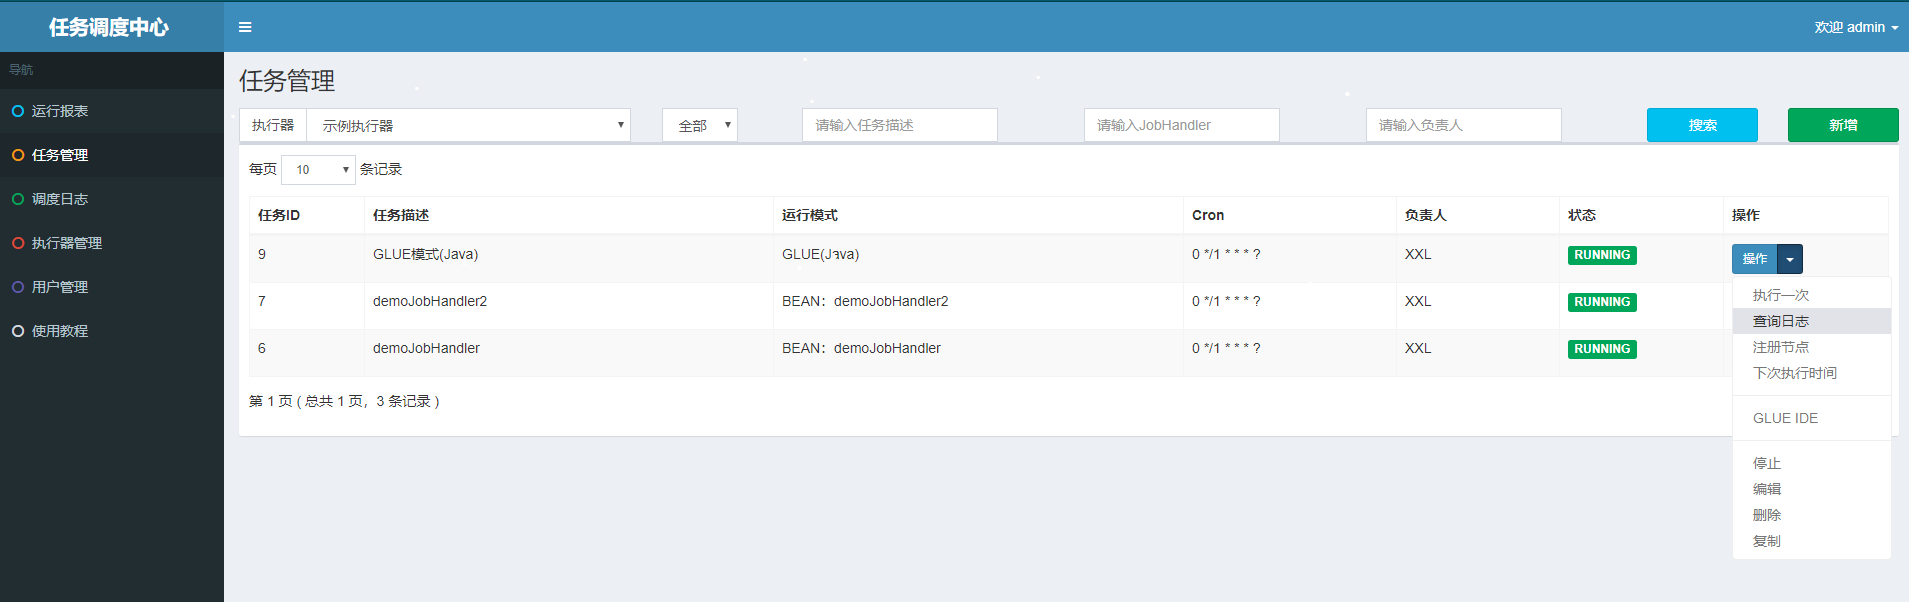 任务调度中心
欢迎 admin
导航
运行报表
任务管理
调度日志
执行器管理
用户管理
使用教程
任务管理
执行器 示例执行器 全部 请输入任务描述 请输入JobHandler 请输入负责人 搜索 新增
每页 10 条记录
任务ID 任务描述 运行模式 Cron 负责人 状态 操作
9 GLUE模式(Java) GLUE(Java) 0 */1 * * * ? XXL RUNNING 操作
7 demoJobHandler2 BEAN：demoJobHandler2 0 */1 * * * ? XXL RUNNING
6 demoJobHandler BEAN：demoJobHandler 0 */1 * * * ? XXL RUNNING
第 1 页 ( 总共 1 页，3 条记录 )
执行一次
查询日志
注册节点
下次执行时间
GLUE IDE
停止
编辑
删除
复制